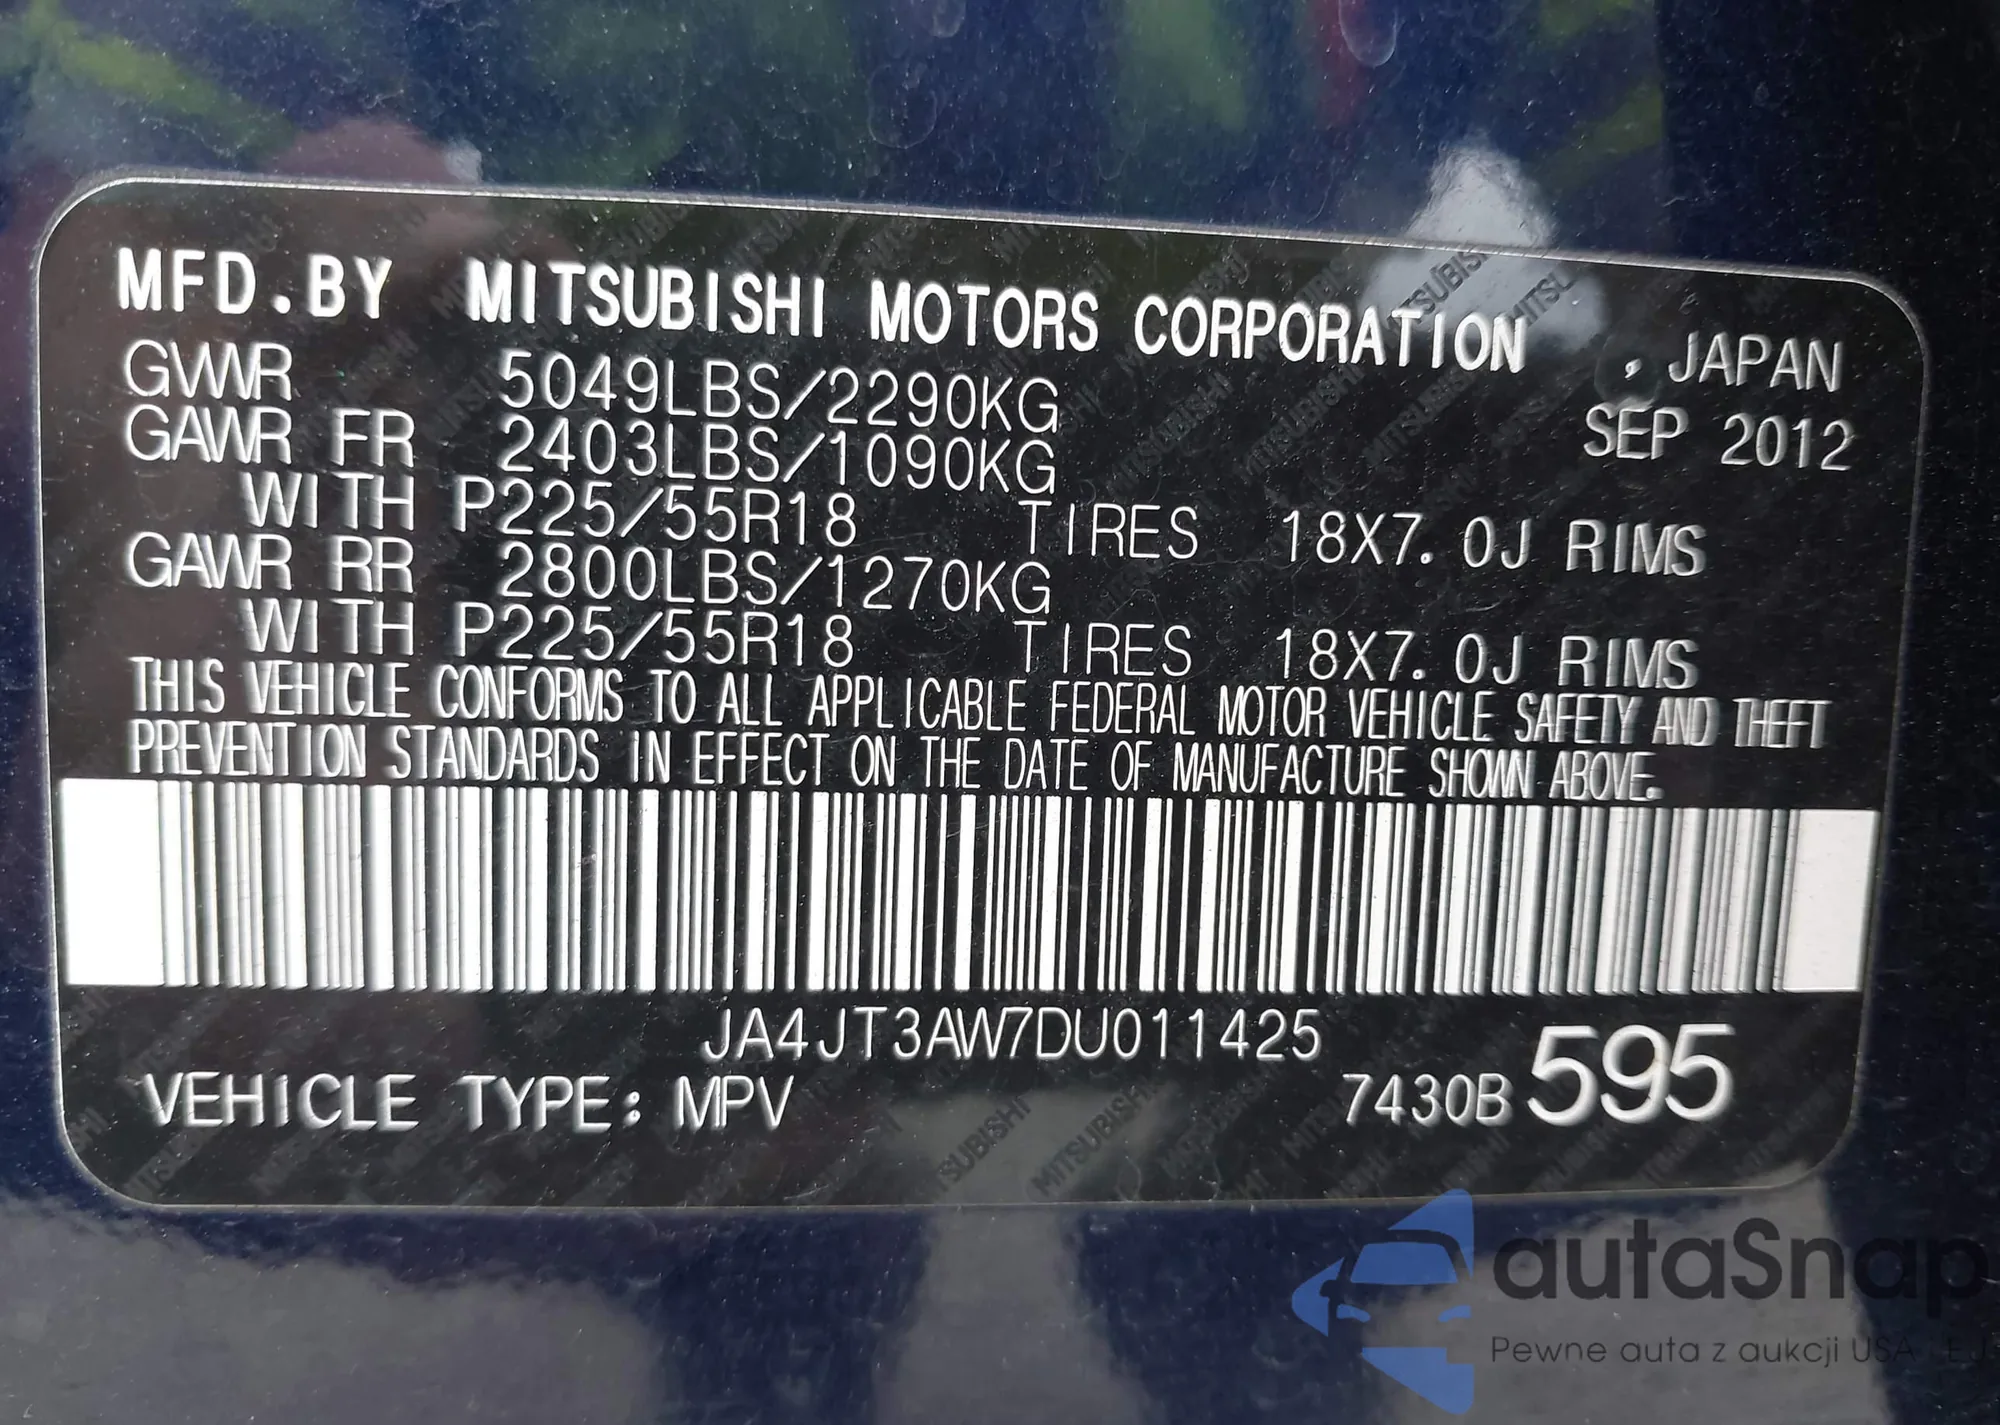 MFD.BY MITSUBISHI MOTORS CORPORATION , JAPAN
GVWR 5049LBS/2290KG SEP 2012
GAWR FR 2403LBS/1090KG
WITH P225/55R18 TIRES 18X7.0J RIMS
GAWR RR 2800LBS/1270KG
WITH P225/55R18 TIRES 18X7.0J RIMS
THIS VEHICLE CONFORMS TO ALL APPLICABLE FEDERAL MOTOR VEHICLE SAFETY AND THEFT
PREVENTION STANDARDS IN EFFECT ON THE DATE OF MANUFACTURE SHOWN ABOVE.
JA4JT3AW7DU011425
VEHICLE TYPE: MPV 7430B 595
autaSnap
Pewne auta z aukcji USA